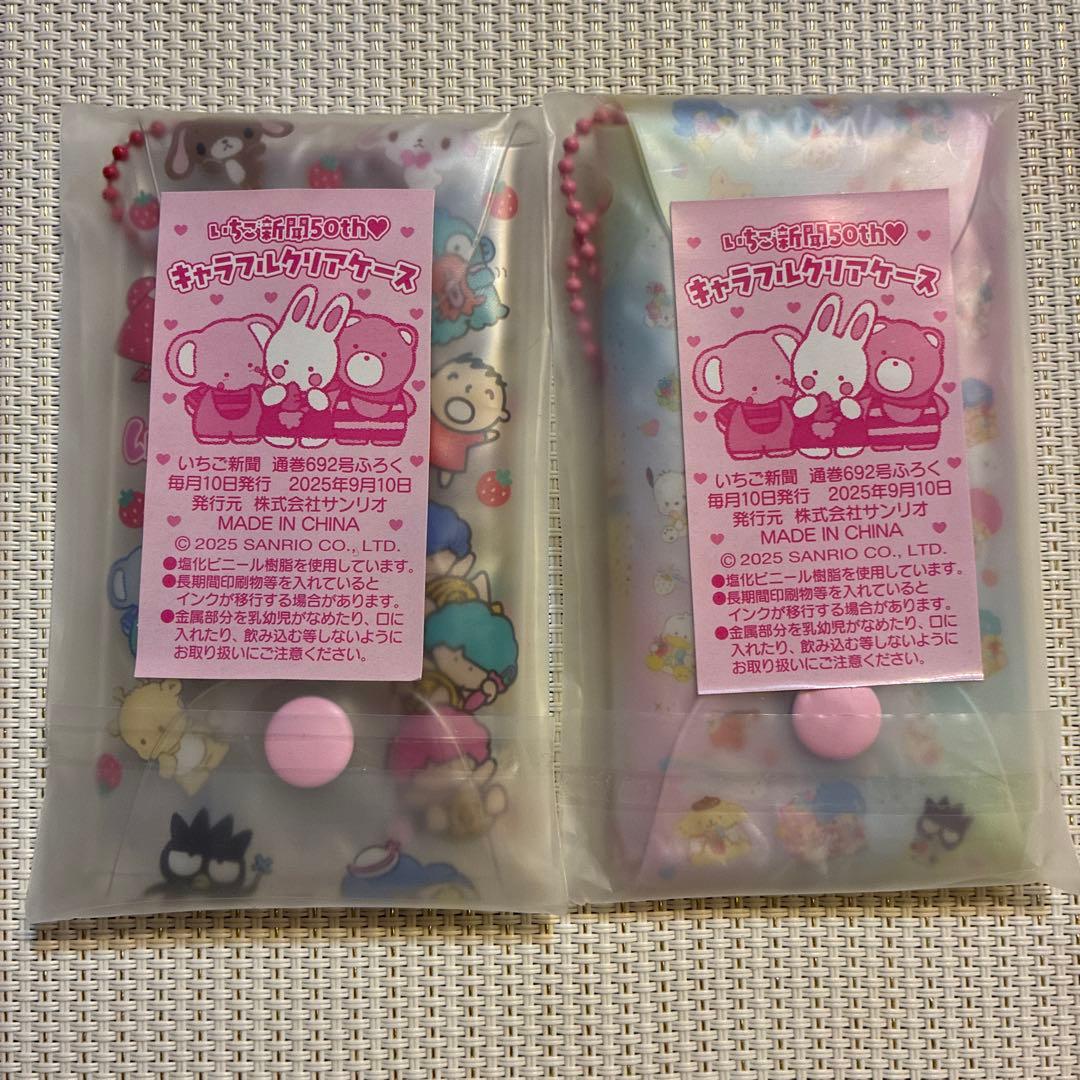 いちご新聞50th♥
キャラフルクリアケース
いちご新聞 通巻692号ふろく
毎月10日発行 2025年9月10日
発行元 株式会社サンリオ
MADE IN CHINA
© 2025 SANRIO CO., LTD.
●塩化ビニール樹脂を使用しています。
●長期間印刷物等を入れていると
インクが移行する場合があります。
●金属部分を乳幼児がなめたり、口に
入れたり、飲み込む等しないように
お取り扱いにご注意ください。
いちご新聞50th♥
キャラフルクリアケース
いちご新聞 通巻692号ふろく
毎月10日発行 2025年9月10日
発行元 株式会社サンリオ
MADE IN CHINA
© 2025 SANRIO CO., LTD.
●塩化ビニール樹脂を使用しています。
●長期間印刷物等を入れていると
インクが移行する場合があります。
●金属部分を乳幼児がなめたり、口に
入れたり、飲み込む等しないように
お取り扱いにご注意ください。